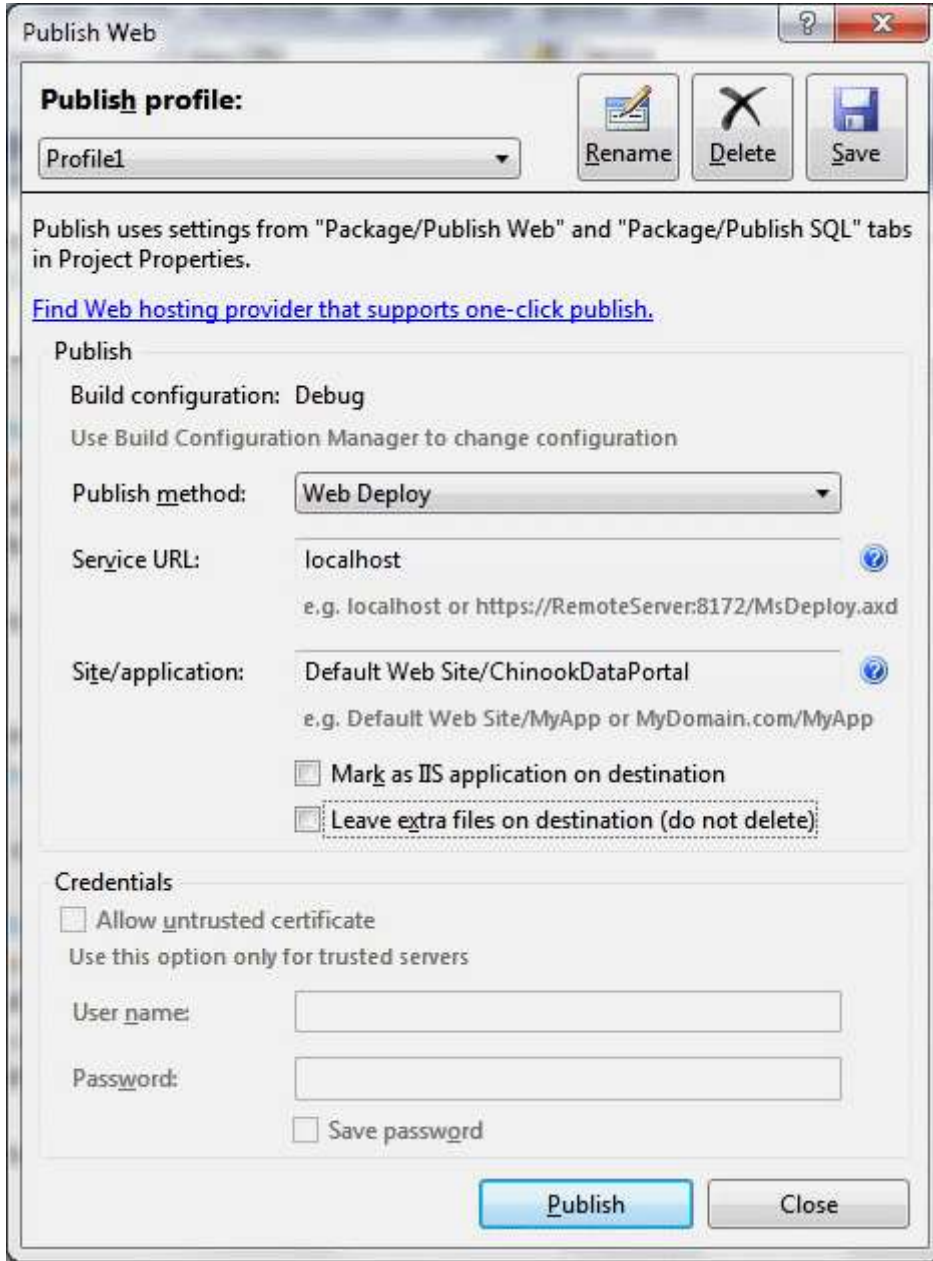 Publish Web
Publish profile:
Profile1
Rename
Delete
Save
Publish uses settings from "Package/Publish Web" and "Package/Publish SQL" tabs
in Project Properties.
Find Web hosting provider that supports one-click publish.
Publish
Build configuration: Debug
Use Build Configuration Manager to change configuration
Publish method: Web Deploy
Service URL: localhost
e.g. localhost or https://RemoteServer:8172/MsDeploy.axd
Site/application: Default Web Site/ChinookDataPortal
e.g. Default Web Site/MyApp or MyDomain.com/MyApp
Mark as IIS application on destination
Leave extra files on destination (do not delete)
Credentials
Allow untrusted certificate
Use this option only for trusted servers
User name:
Password:
Save password
Publish
Close